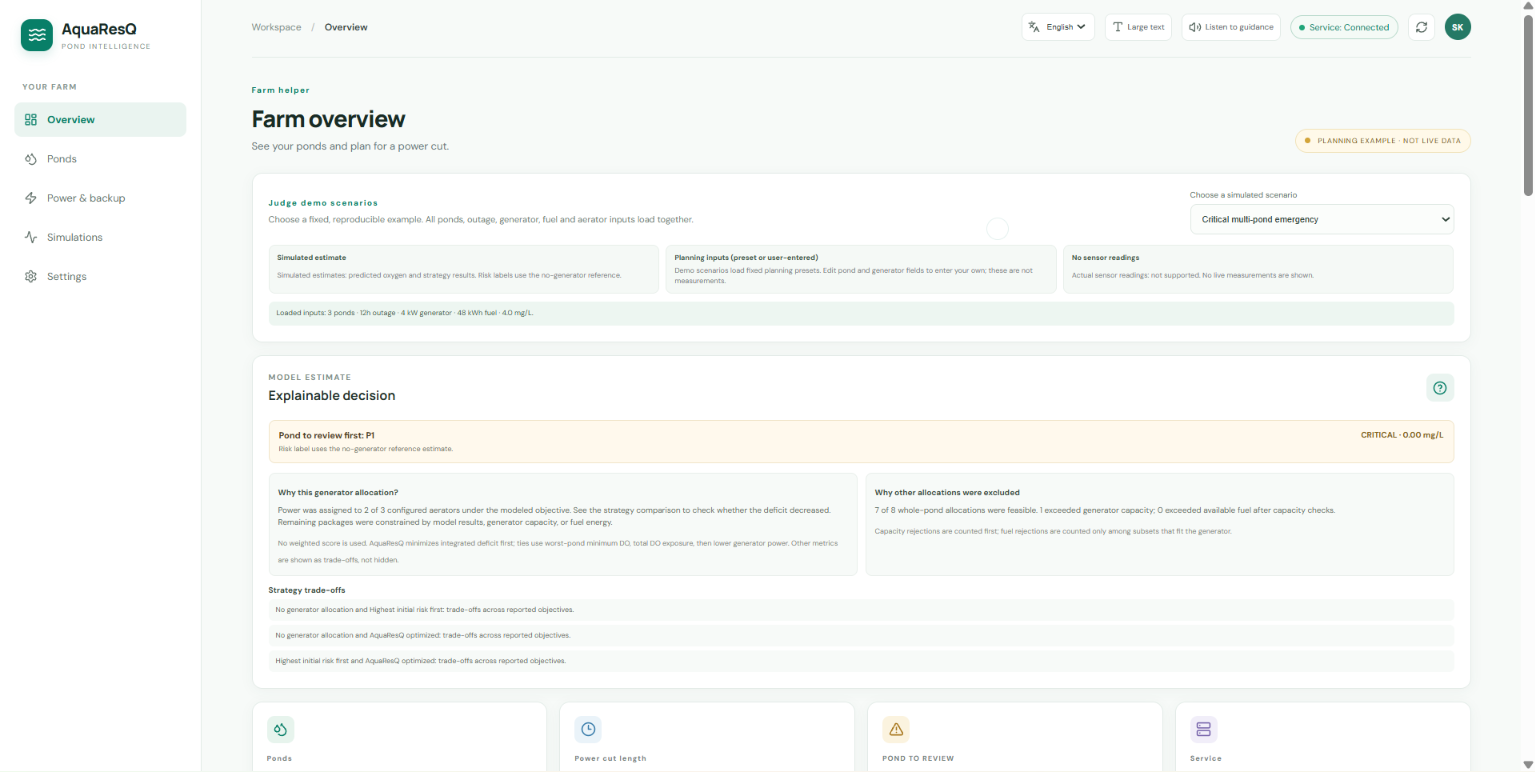 AquaResQ
POND INTELLIGENCE
YOUR FARM
Overview
Ponds
Power & backup
Simulations
Settings
Workspace / Overview
English
Large text
Listen to guidance
Service: Connected
SK
Farm helper
Farm overview
See your ponds and plan for a power cut.
PLANNING EXAMPLE · NOT LIVE DATA
Judge demo scenarios
Choose a fixed, reproducible example. All ponds, outage, generator, fuel and aerator inputs load together.
Choose a simulated scenario
Critical multi-pond emergency
Simulated estimate
Simulated estimates: predicted oxygen and strategy results. Risk labels use the no-generator reference.
Planning inputs (preset or user-entered)
Demo scenarios load fixed planning presets. Edit pond and generator fields to enter your own; these are not
measurements.
No sensor readings
Actual sensor readings: not supported. No live measurements are shown.
Loaded inputs: 3 ponds · 12h outage · 4 kW generator · 48 kWh fuel · 4.0 mg/L.
MODEL ESTIMATE
Explainable decision
Pond to review first: P1
Risk label uses the no-generator reference estimate.
CRITICAL · 0.00 mg/L
Why this generator allocation?
Power was assigned to 2 of 3 configured aerators under the modeled objective. See the strategy comparison to check whether the deficit decreased.
Remaining packages were constrained by model results, generator capacity, or fuel energy.
No weighted score is used. AquaResQ minimizes integrated deficit first; ties use worst-pond minimum DO, total DO exposure, then lower generator power. Other metrics
are shown as trade-offs, not hidden.
Why other allocations were excluded
7 of 8 whole-pond allocations were feasible. 1 exceeded generator capacity; 0 exceeded available fuel after capacity checks.
Capacity rejections are counted first; fuel rejections are counted only among subsets that fit the generator.
Strategy trade-offs
No generator allocation and Highest initial risk first: trade-offs across reported objectives.
No generator allocation and AquaResQ optimized: trade-offs across reported objectives.
Highest initial risk first and AquaResQ optimized: trade-offs across reported objectives.
Ponds
Power cut length
POND TO REVIEW
Service